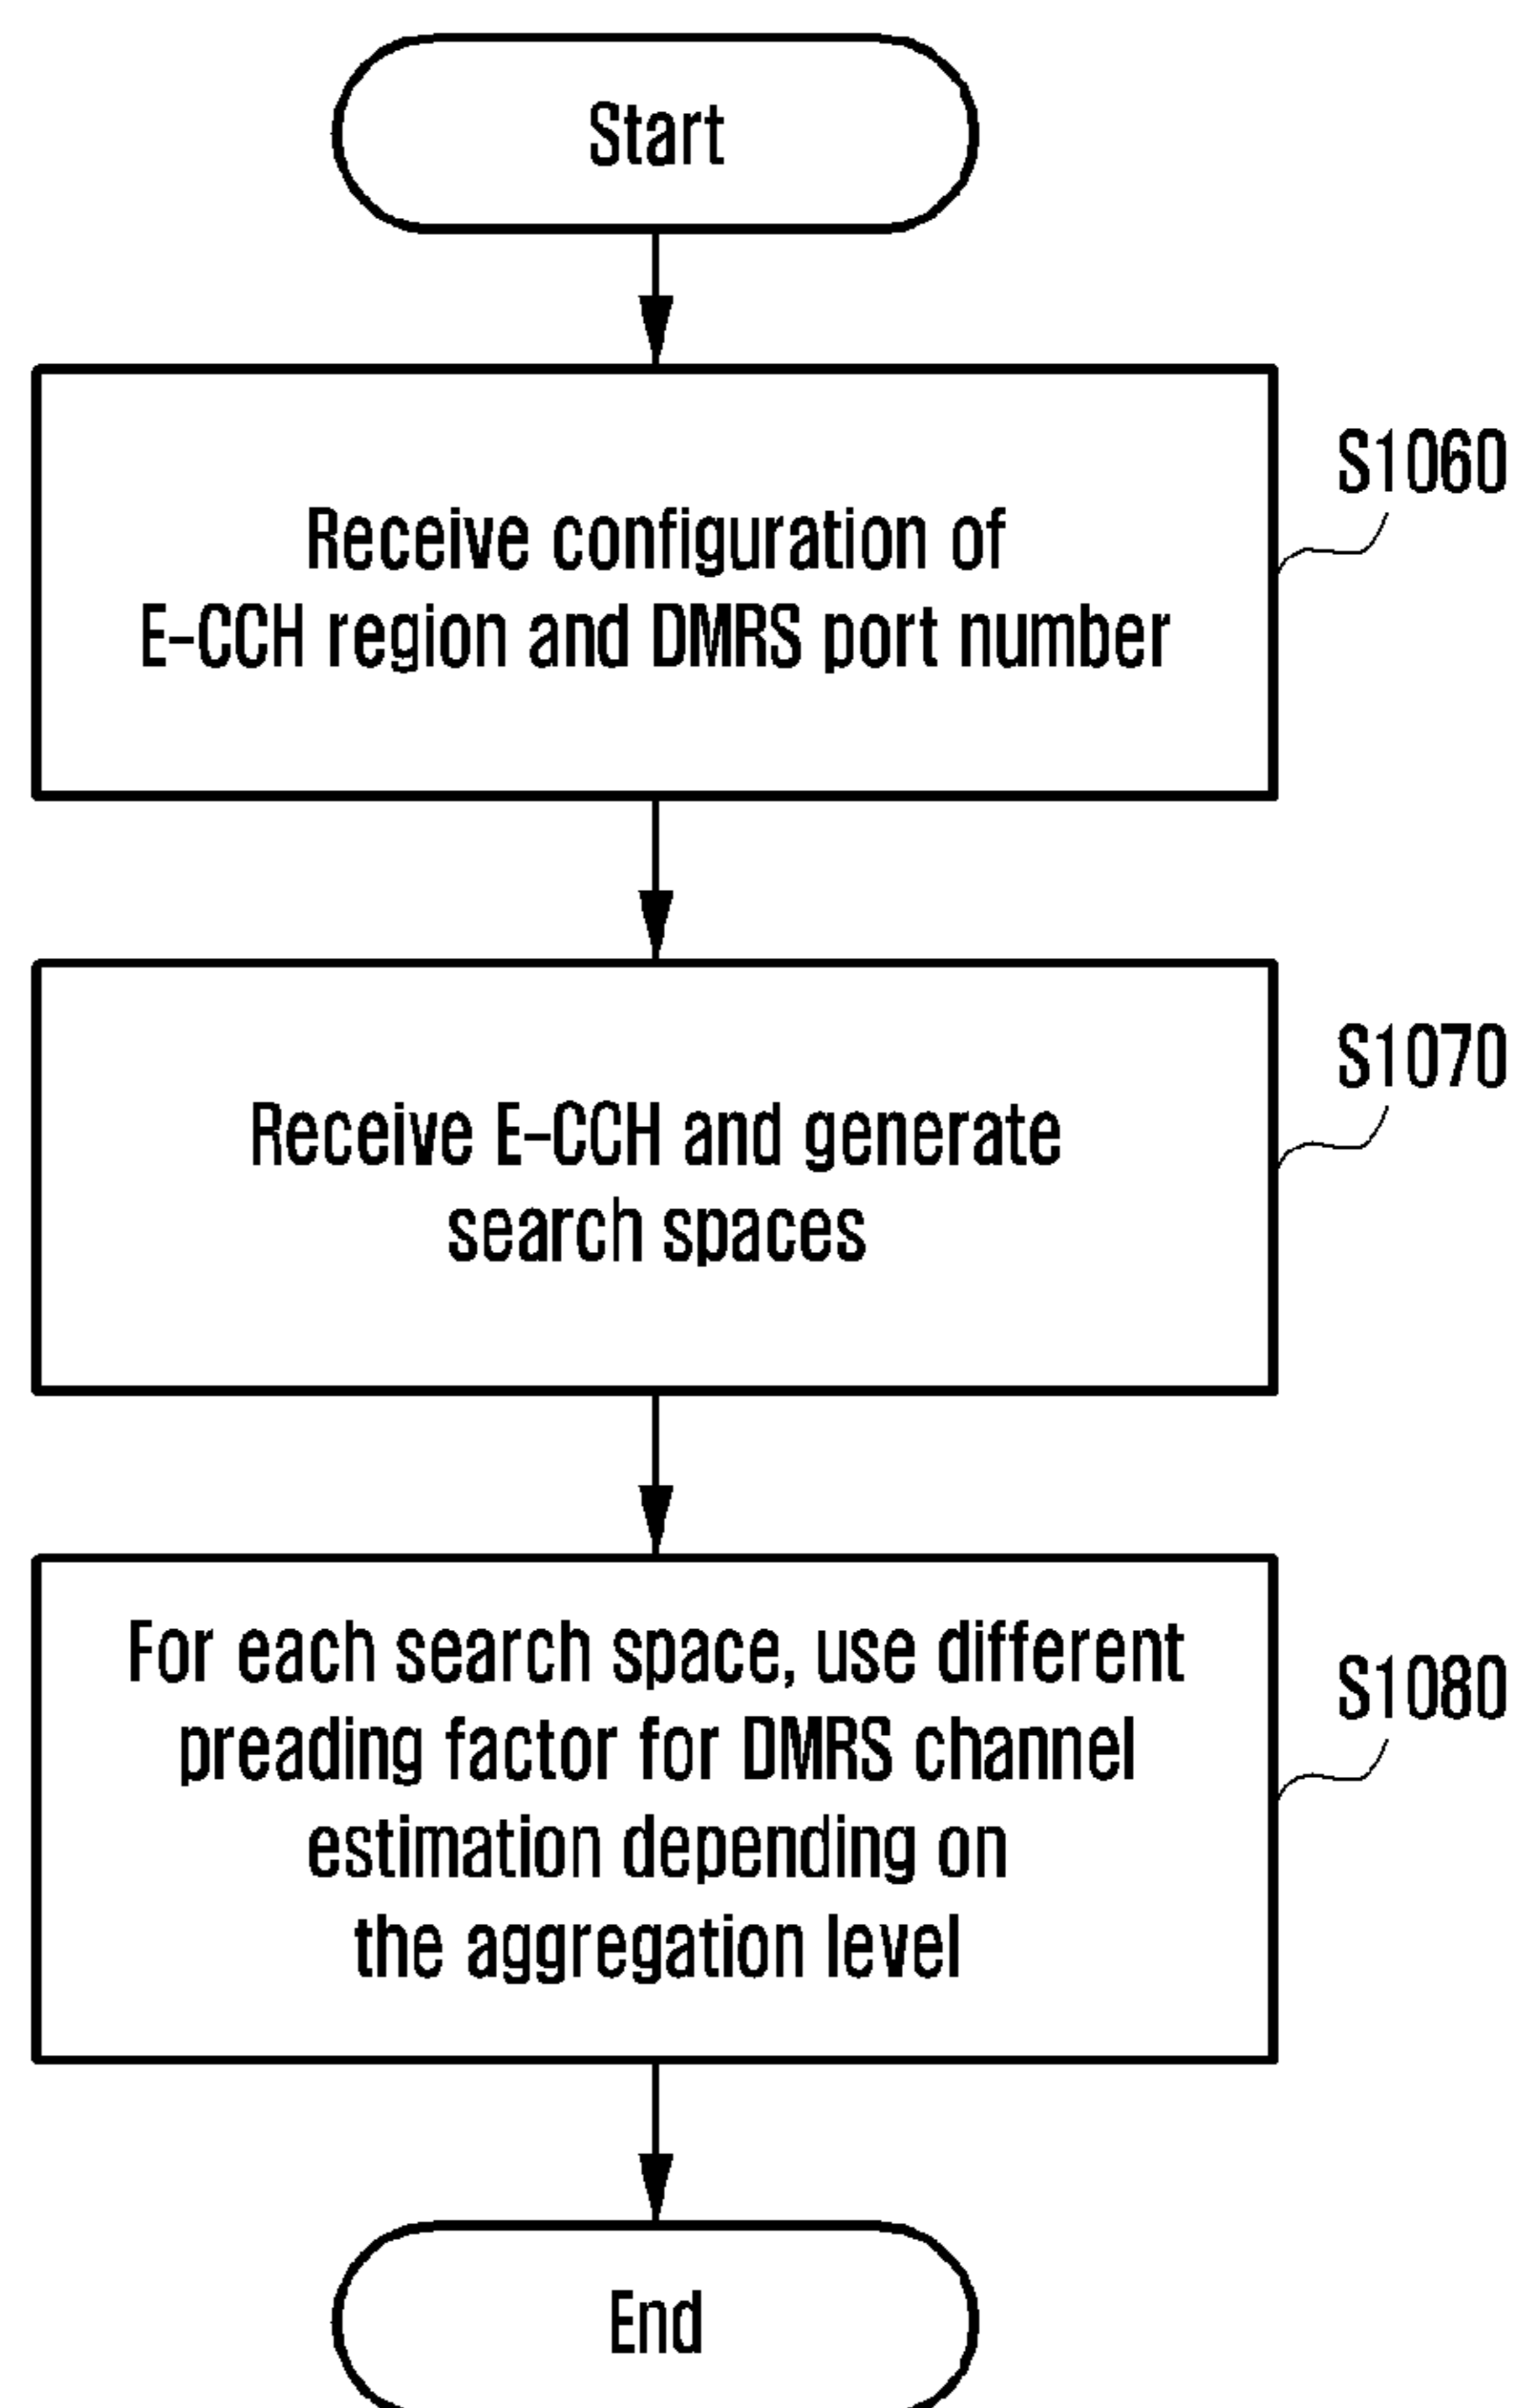 Start
S1060
Receive configuration of
E-CCH region and DMRS port number
S1070
Receive E-CCH and generate
search spaces
For each search space, use different
S1080
preading factor for DMRS channel
estimation depending on
the aggregation level
End